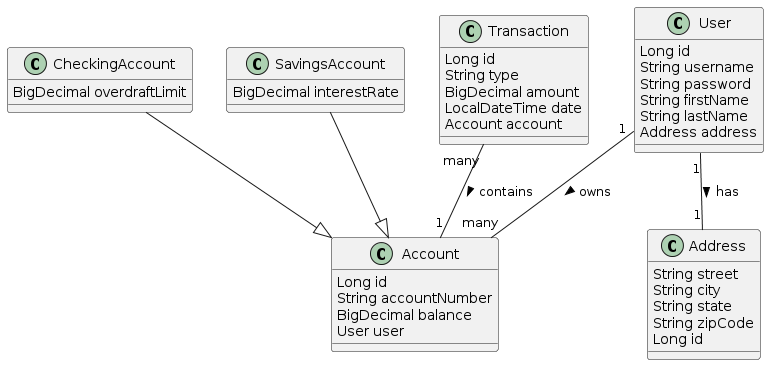 C CheckingAccount
BigDecimal overdraftLimit
C SavingsAccount
BigDecimal interestRate
C Transaction
Long id
String type
BigDecimal amount
LocalDateTime date
Account account
C User
Long id
String username
String password
String firstName
String lastName
Address address
many
contains
1
1
owns
many
1
has
1
C Account
Long id
String accountNumber
BigDecimal balance
User user
C Address
String street
String city
String state
String zipCode
Long id